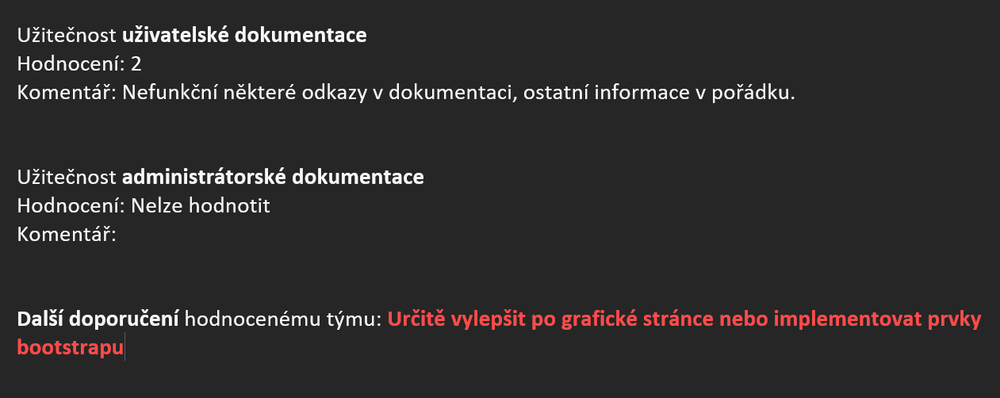 Užitečnost uživatelské dokumentace
Hodnocení: 2
Komentář: Nefunkční některé odkazy v dokumentaci, ostatní informace v pořádku.
Užitečnost administrátorské dokumentace
Hodnocení: Nelze hodnotit
Komentář:
Další doporučení hodnocenému týmu: Určitě vylepšit po grafické stránce nebo implementovat prvky
bootstrapu